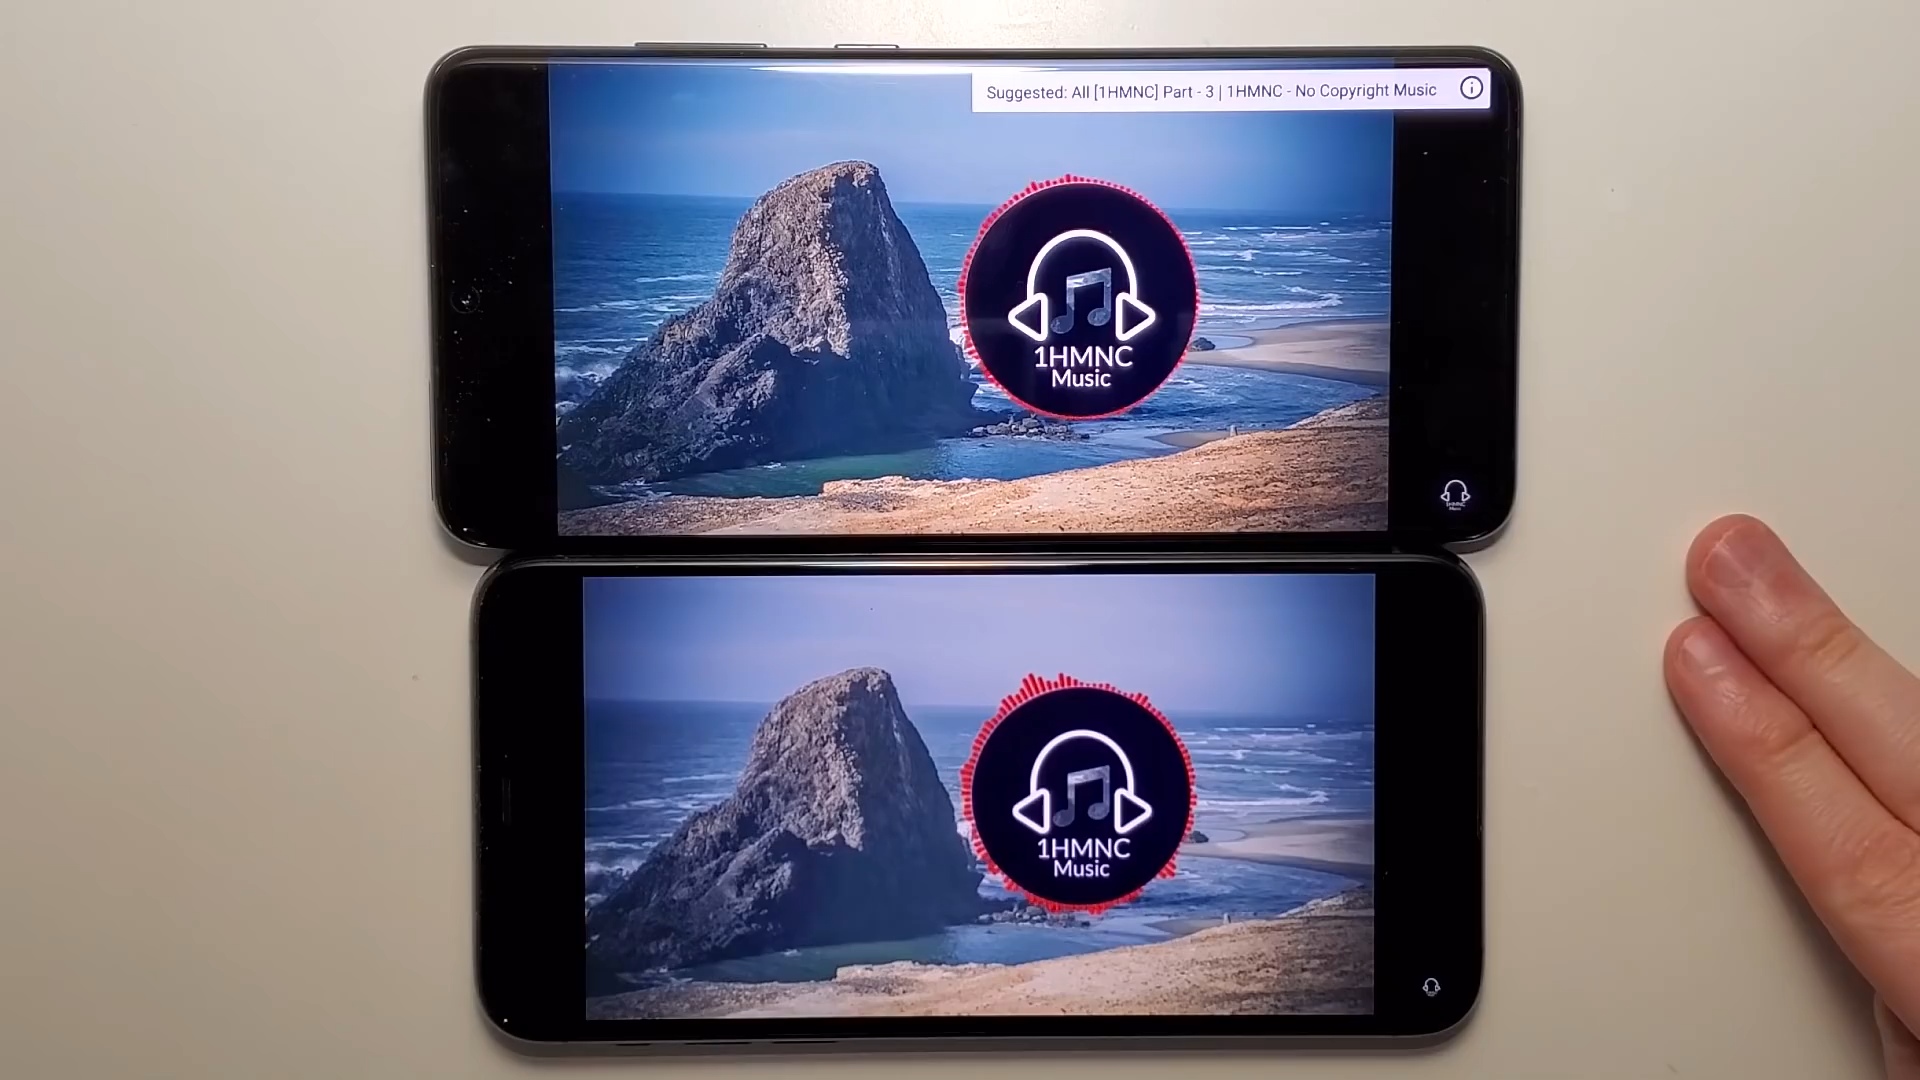 Suggested: All [1HMNC] Part - 3 | 1HMNC - No Copyright Music
1HMNC
Music
1HMNC
Music